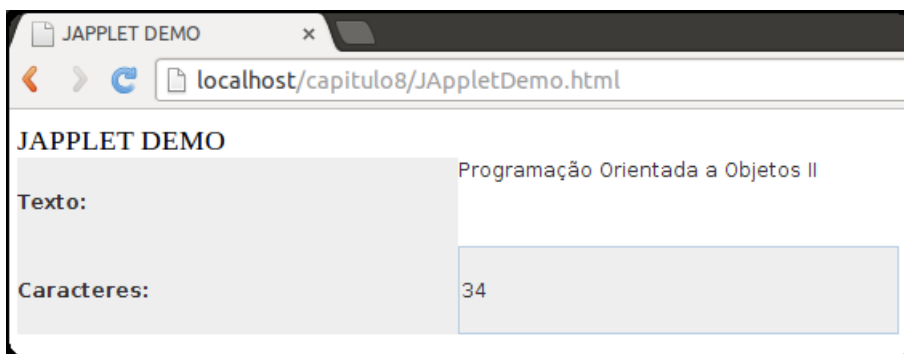 JAPPLET DEMO
localhost/capitulo8/JAppletDemo.html
JAPPLET DEMO
Texto:
Programação Orientada a Objetos II
Caracteres:
34